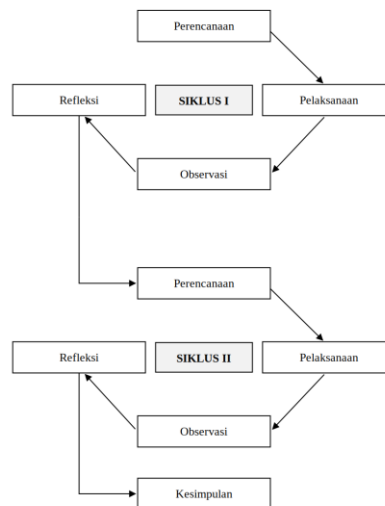 Perencanaan
Refleksi
SIKLUS I
Pelaksanaan
Observasi
Perencanaan
Refleksi
SIKLUS II
Pelaksanaan
Observasi
Kesimpulan